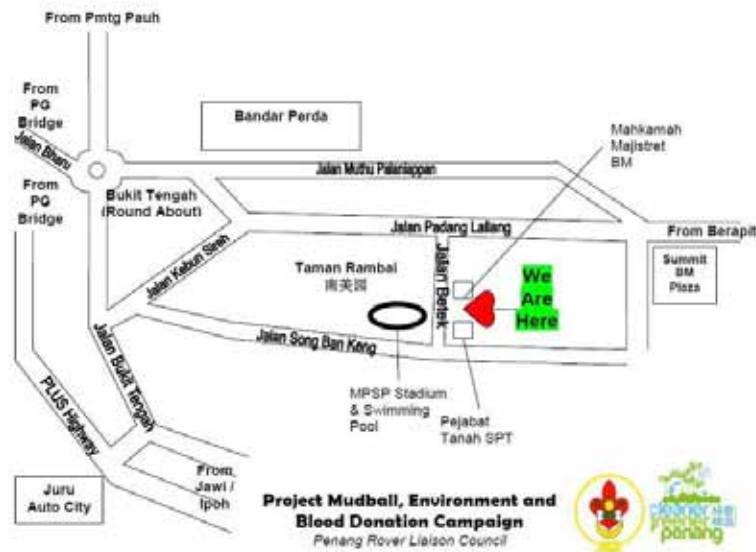 From Pmtg Pauh
From
PG
Bridge
Jalan Bharu
Bandar Perda
Mahkamah
Majistret
BM
From
PG
Bridge
Bukit Tengah
(Round About)
Jalan Muthu Palaniappan
Jalan Padang Lallang
From Berapit
Jalan Kebun Sireh
Taman Rambai
南美园
Jalan Betek
We
Are
Here
Summit
BM
Plaza
Jalan Song Ban Keng
Jalan Bukit Tengah
PLUS Highway
MPSP Stadium
& Swimming
Pool
Pejabat
Tanah SPT
Juru
Auto City
From
Jawi /
Ipoh
Project Mudball, Environment and
Blood Donation Campaign
Penang Rover Liaison Council
cleaner
greener
penang